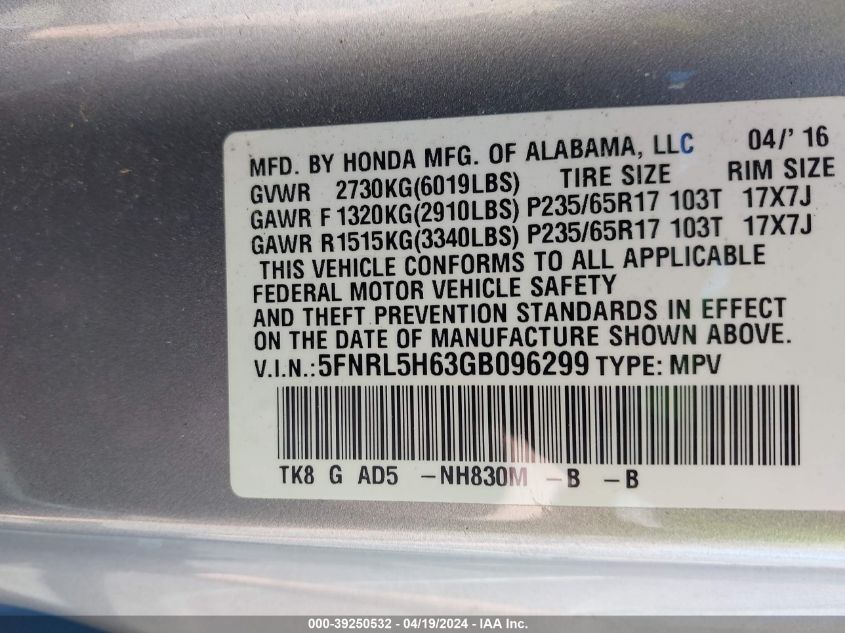 MFD. BY HONDA MFG. OF ALABAMA, LLC 04/' 16
GVWR 2730KG(6019LBS) TIRE SIZE RIM SIZE
GAWR F 1320KG(2910LBS) P235/65R17 103T 17X7J
GAWR R1515KG(3340LBS) P235/65R17 103T 17X7J
THIS VEHICLE CONFORMS TO ALL APPLICABLE
FEDERAL MOTOR VEHICLE SAFETY
AND THEFT PREVENTION STANDARDS IN EFFECT
ON THE DATE OF MANUFACTURE SHOWN ABOVE.
V.I.N.:5FNRL5H63GB096299 TYPE: MPV
TK8 G AD5 -NH830M -B -B
000-39250532 - 04/19/2024 - IAA Inc.